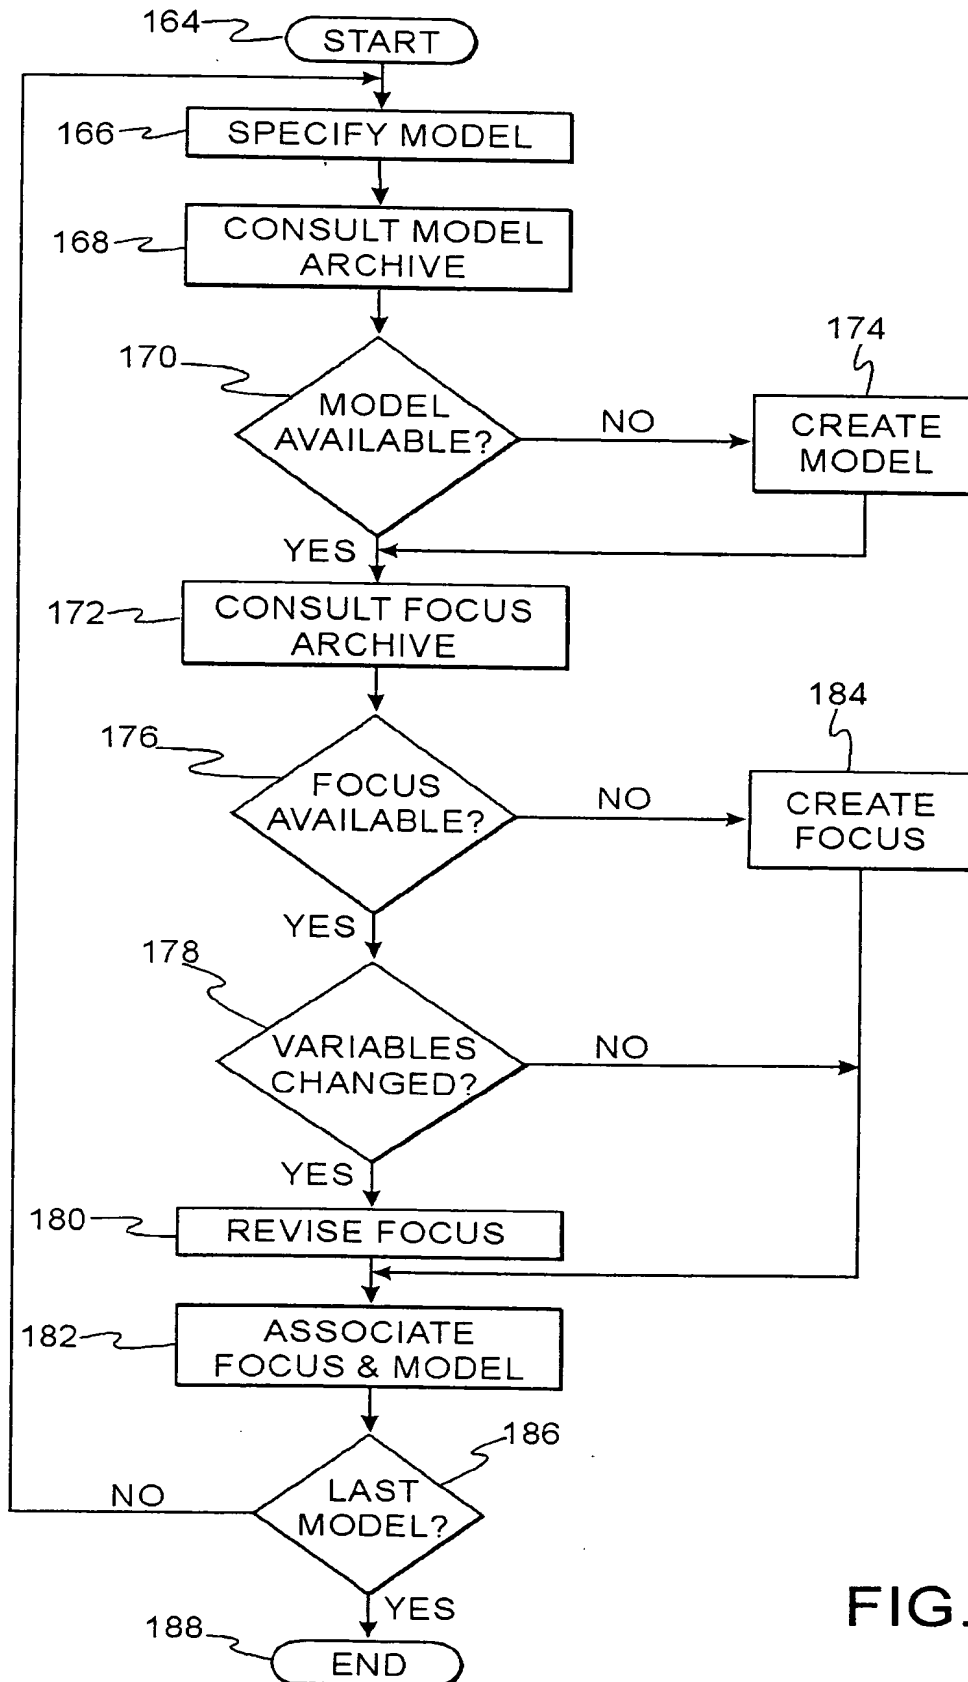 164
START
166
SPECIFY MODEL
168
CONSULT MODEL
ARCHIVE
170
174
MODEL
AVAILABLE?
NO
CREATE
MODEL
YES
172
CONSULT FOCUS
ARCHIVE
176
184
FOCUS
AVAILABLE?
NO
CREATE
FOCUS
YES
178
VARIABLES
CHANGED?
NO
YES
180
REVISE FOCUS
182
ASSOCIATE
FOCUS & MODEL
186
LAST
MODEL?
NO
YES
FIG.
188
END